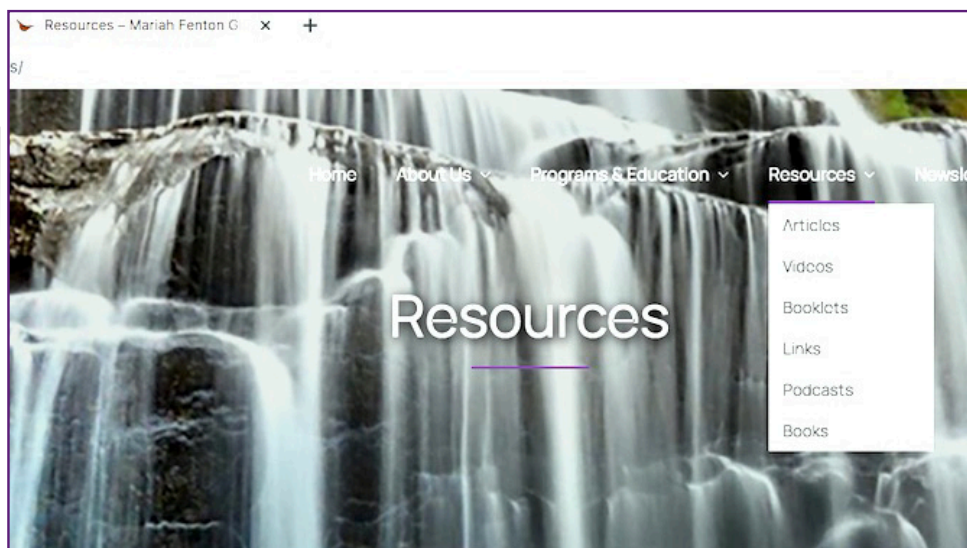 Resources – Mariah Fenton G
s/
Home About Us Programs & Education Resources
Articles
Videos
Booklets
Links
Podcasts
Books
Resources